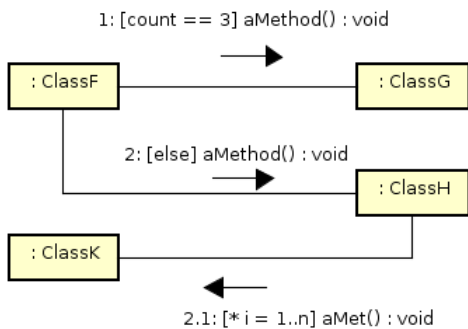 1: [count == 3] aMethod() : void
: ClassF
: ClassG
2: [else] aMethod() : void
: ClassH
: ClassK
2.1: [* i = 1..n] aMet() : void